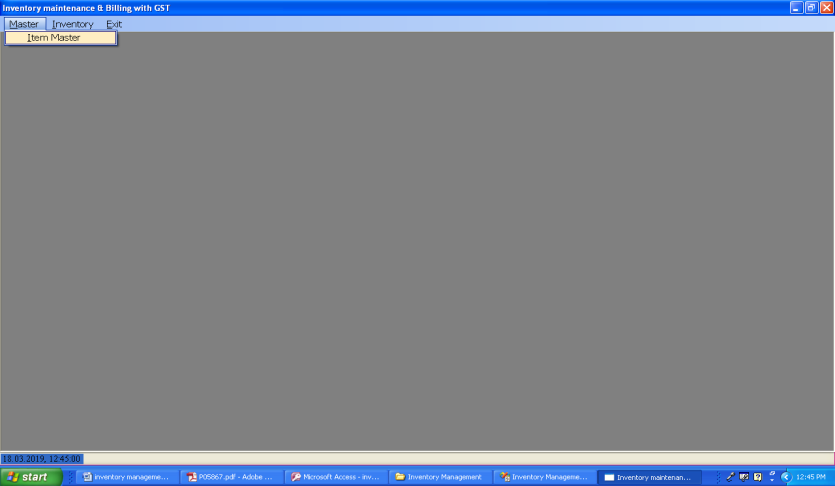 Inventory maintenance & Billing with GST
Master Inventory Exit
Item Master
18.03.2019, 12:45:00
start inventory manageme... P05867.pdf - Adobe ... Microsoft Access - inv... Inventory Management Inventory Manageme... Inventory maintenan... 12:45 PM